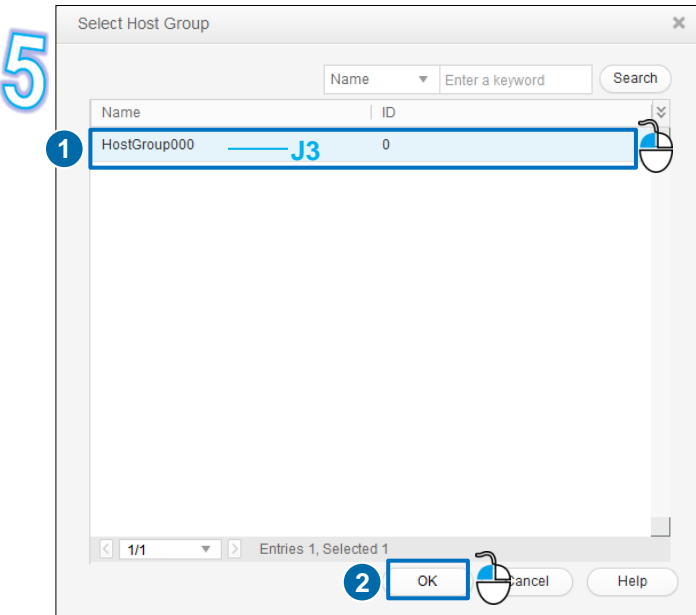 Select Host Group
5
Name Enter a keyword Search
Name ID
1 HostGroup000 J3 0
1/1 Entries 1, Selected 1
2 OK Cancel Help